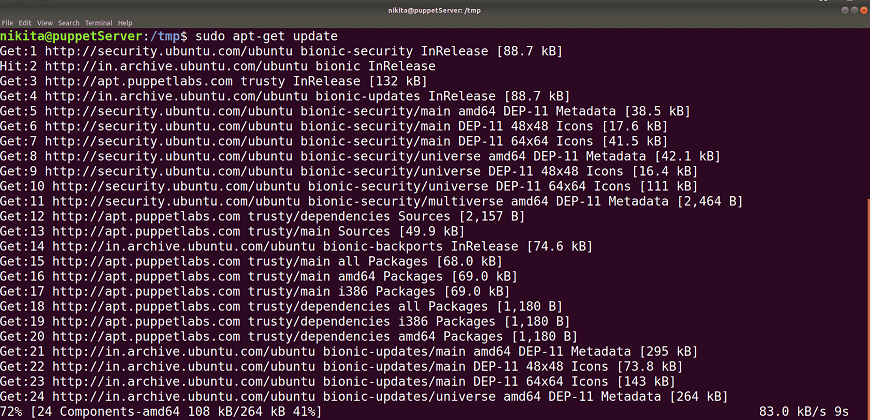 nikita@puppetServer: /tmp
File Edit View Search Terminal Help
nikita@puppetServer:/tmp$ sudo apt-get update
Get:1 http://security.ubuntu.com/ubuntu bionic-security InRelease [88.7 kB]
Hit:2 http://in.archive.ubuntu.com/ubuntu bionic InRelease
Get:3 http://apt.puppetlabs.com trusty InRelease [132 kB]
Get:4 http://in.archive.ubuntu.com/ubuntu bionic-updates InRelease [88.7 kB]
Get:5 http://security.ubuntu.com/ubuntu bionic-security/main amd64 DEP-11 Metadata [38.5 kB]
Get:6 http://security.ubuntu.com/ubuntu bionic-security/main DEP-11 48x48 Icons [17.6 kB]
Get:7 http://security.ubuntu.com/ubuntu bionic-security/main DEP-11 64x64 Icons [41.5 kB]
Get:8 http://security.ubuntu.com/ubuntu bionic-security/universe amd64 DEP-11 Metadata [42.1 kB]
Get:9 http://security.ubuntu.com/ubuntu bionic-security/universe DEP-11 48x48 Icons [16.4 kB]
Get:10 http://security.ubuntu.com/ubuntu bionic-security/universe DEP-11 64x64 Icons [111 kB]
Get:11 http://security.ubuntu.com/ubuntu bionic-security/multiverse amd64 DEP-11 Metadata [2,464 B]
Get:12 http://apt.puppetlabs.com trusty/dependencies Sources [2,157 B]
Get:13 http://apt.puppetlabs.com trusty/main Sources [49.9 kB]
Get:14 http://in.archive.ubuntu.com/ubuntu bionic-backports InRelease [74.6 kB]
Get:15 http://apt.puppetlabs.com trusty/main all Packages [68.0 kB]
Get:16 http://apt.puppetlabs.com trusty/main amd64 Packages [69.0 kB]
Get:17 http://apt.puppetlabs.com trusty/main i386 Packages [69.0 kB]
Get:18 http://apt.puppetlabs.com trusty/dependencies all Packages [1,180 B]
Get:19 http://apt.puppetlabs.com trusty/dependencies i386 Packages [1,180 B]
Get:20 http://apt.puppetlabs.com trusty/dependencies amd64 Packages [1,180 B]
Get:21 http://in.archive.ubuntu.com/ubuntu bionic-updates/main amd64 DEP-11 Metadata [295 kB]
Get:22 http://in.archive.ubuntu.com/ubuntu bionic-updates/main DEP-11 48x48 Icons [73.8 kB]
Get:23 http://in.archive.ubuntu.com/ubuntu bionic-updates/main DEP-11 64x64 Icons [143 kB]
Get:24 http://in.archive.ubuntu.com/ubuntu bionic-updates/universe amd64 DEP-11 Metadata [264 kB]
72% [24 Components-amd64 108 kB/264 kB 41%] 83.0 kB/s 9s